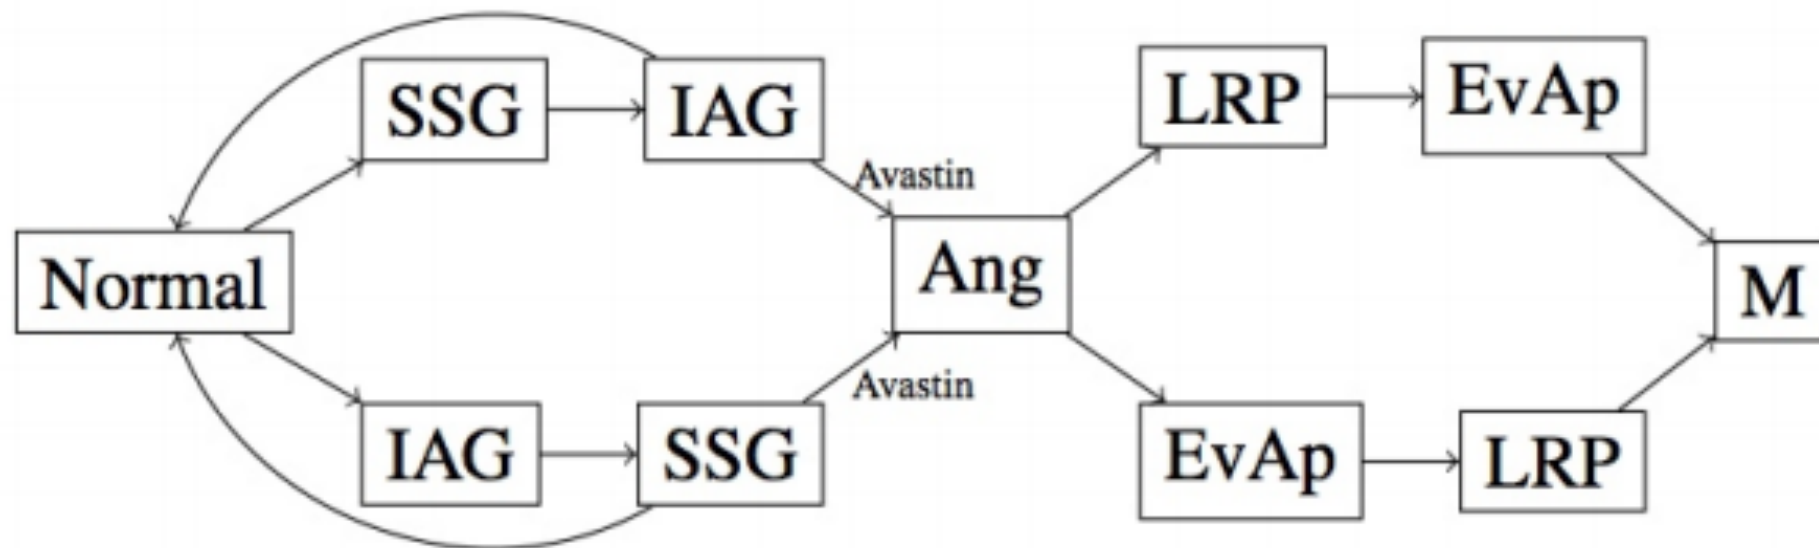 SSG
IAG
LRP
EvAp
Avastin
Normal
Ang
M
Avastin
IAG
SSG
EvAp
LRP